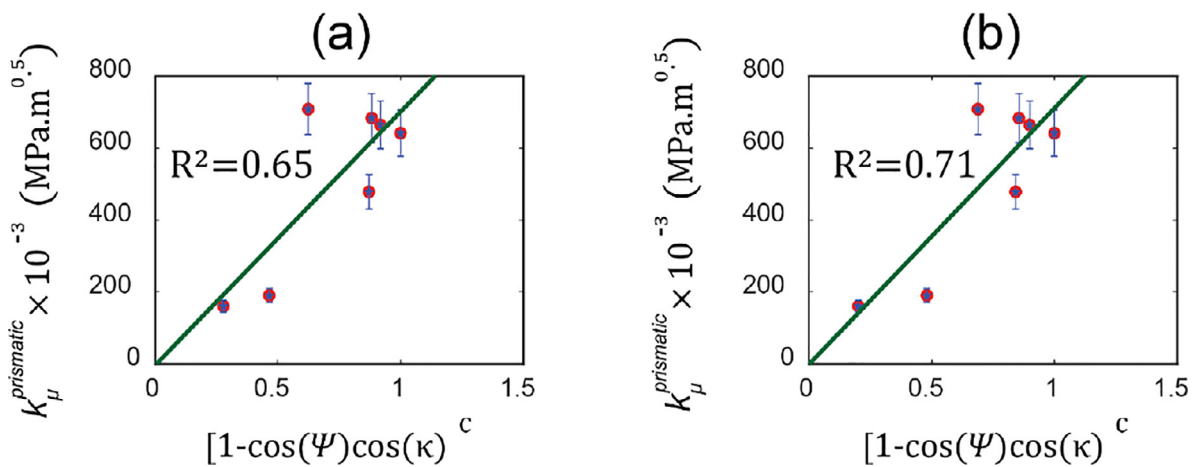 (a)
k_μ^prismatic × 10^-3 (MPa.m^0.5)
800
600
400
200
0
R²=0.65
0 0.5 1 1.5
[1-cos(Ψ)cos(κ) c
(b)
k_μ^prismatic × 10^-3 (MPa.m^0.5)
800
600
400
200
0
R²=0.71
0 0.5 1 1.5
[1-cos(Ψ)cos(κ) c